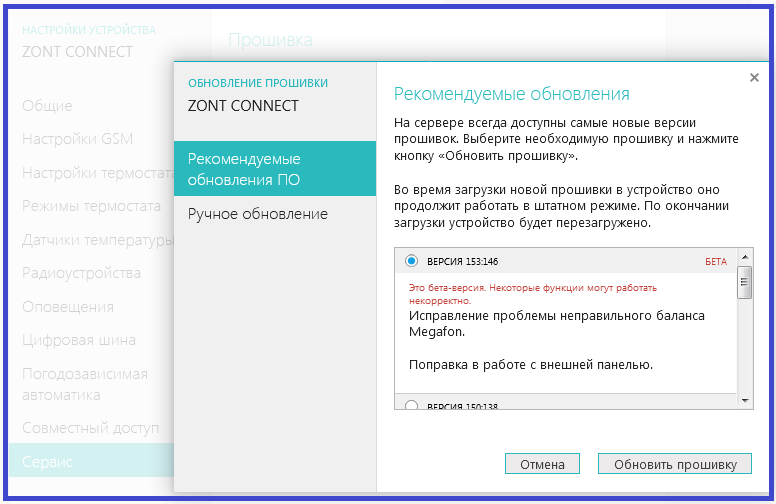 НАСТРОЙКИ УСТРОЙСТВА
ZONT CONNECT
Общие
Настройки GSM
Настройки термостата
Режимы термостата
Датчики температуры
Радиоустройства
Оповещения
Цифровая шина
Погодозависимая
автоматика
Совместный доступ
Сервис
Прошивка
ОБНОВЛЕНИЕ ПРОШИВКИ
ZONT CONNECT
Рекомендуемые
обновления ПО
Ручное обновление
Рекомендуемые обновления
На сервере всегда доступны самые новые версии
прошивок. Выберите необходимую прошивку и нажмите
кнопку «Обновить прошивку».
Во время загрузки новой прошивки в устройство оно
продолжит работать в штатном режиме. По окончании
загрузки устройство будет перезагружено.
ВЕРСИЯ 153:146 БЕТА
Это бета-версия. Некоторые функции могут работать
некорректно.
Исправление проблемы неправильного баланса
Megafon.
Поправка в работе с внешней панелью.
ВЕРСИЯ 150:138
Отмена
Обновить прошивку